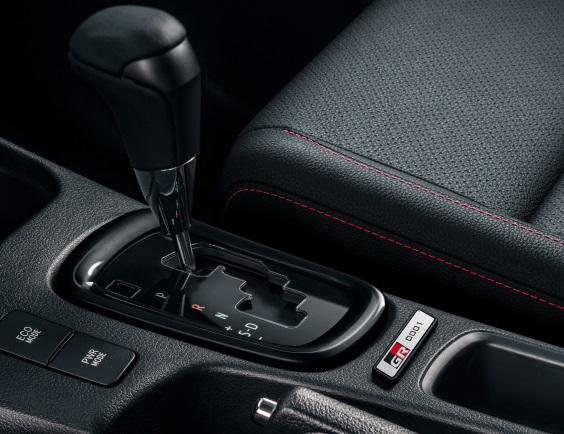 P
R
N
+
S-D
-
ECO
MODE
PWR
MODE
GR 0001